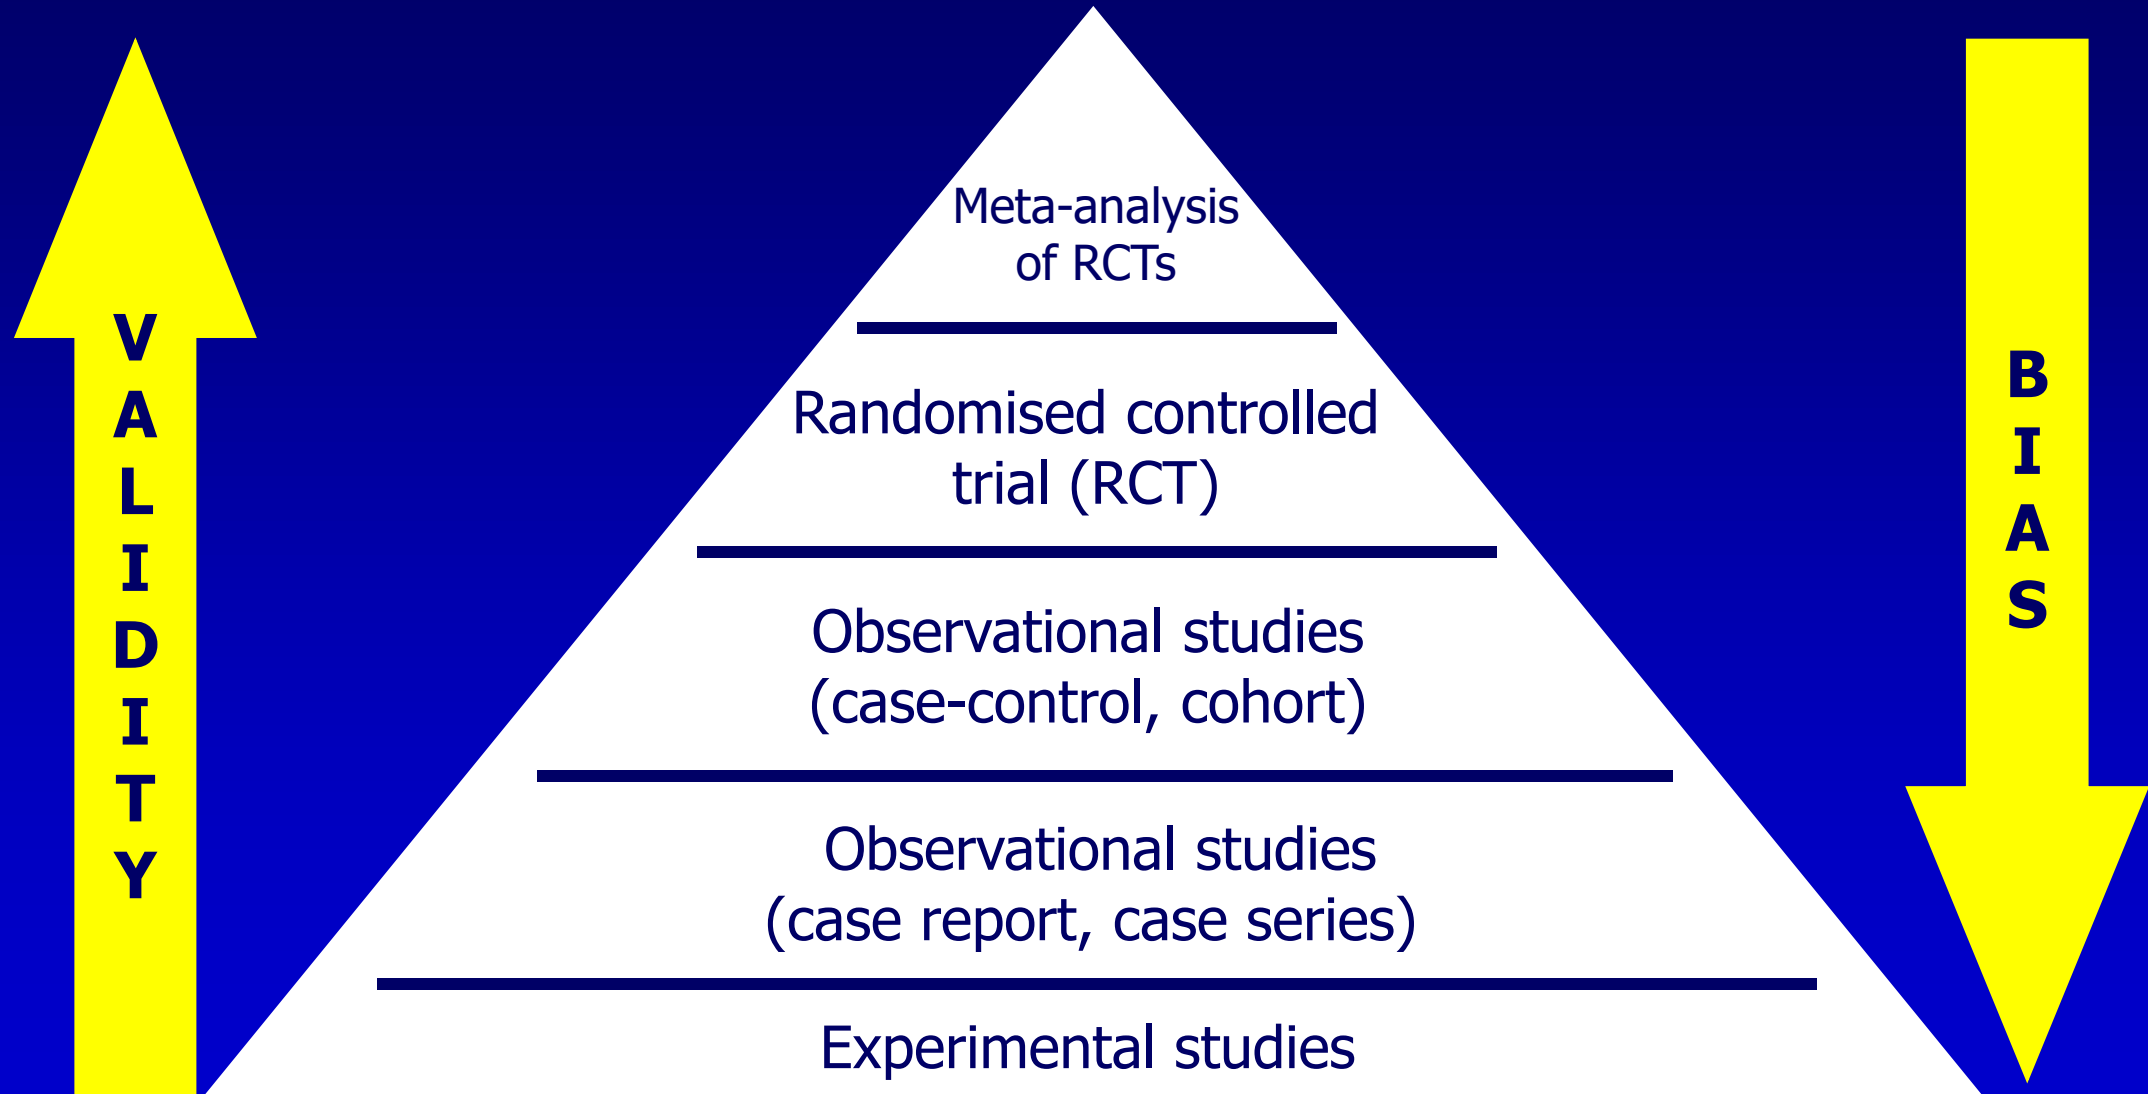 VALIDITY
Meta-analysis
of RCTs
Randomised controlled
trial (RCT)
Observational studies
(case-control, cohort)
Observational studies
(case report, case series)
Experimental studies
BIAS